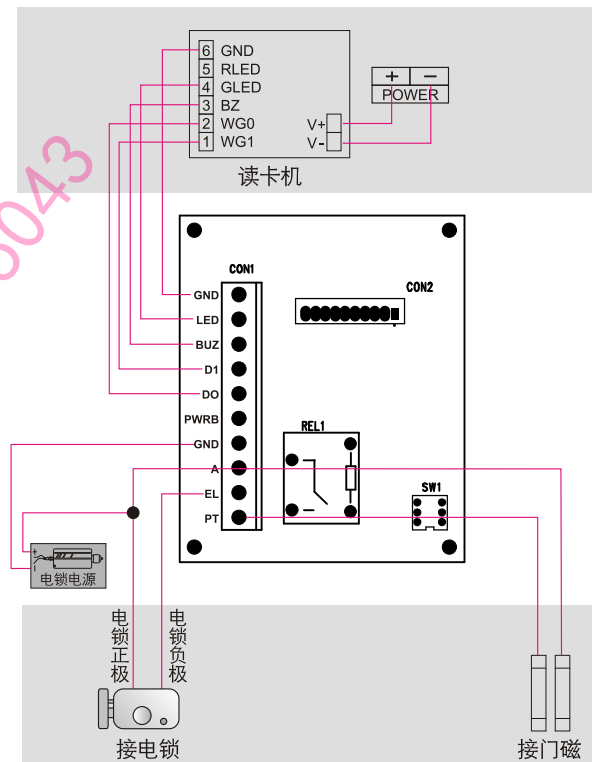 6 GND
5 RLED
4 GLED
3 BZ
2 WG0
1 WG1
V+
V-
+ −
POWER
读卡机
5043
CON1
CON2
GND
LED
BUZ
D1
DO
PWRB
GND
A
EL
PT
REL1
SW1
+
-
电锁电源
电锁正极
电锁负极
接电锁
接门磁